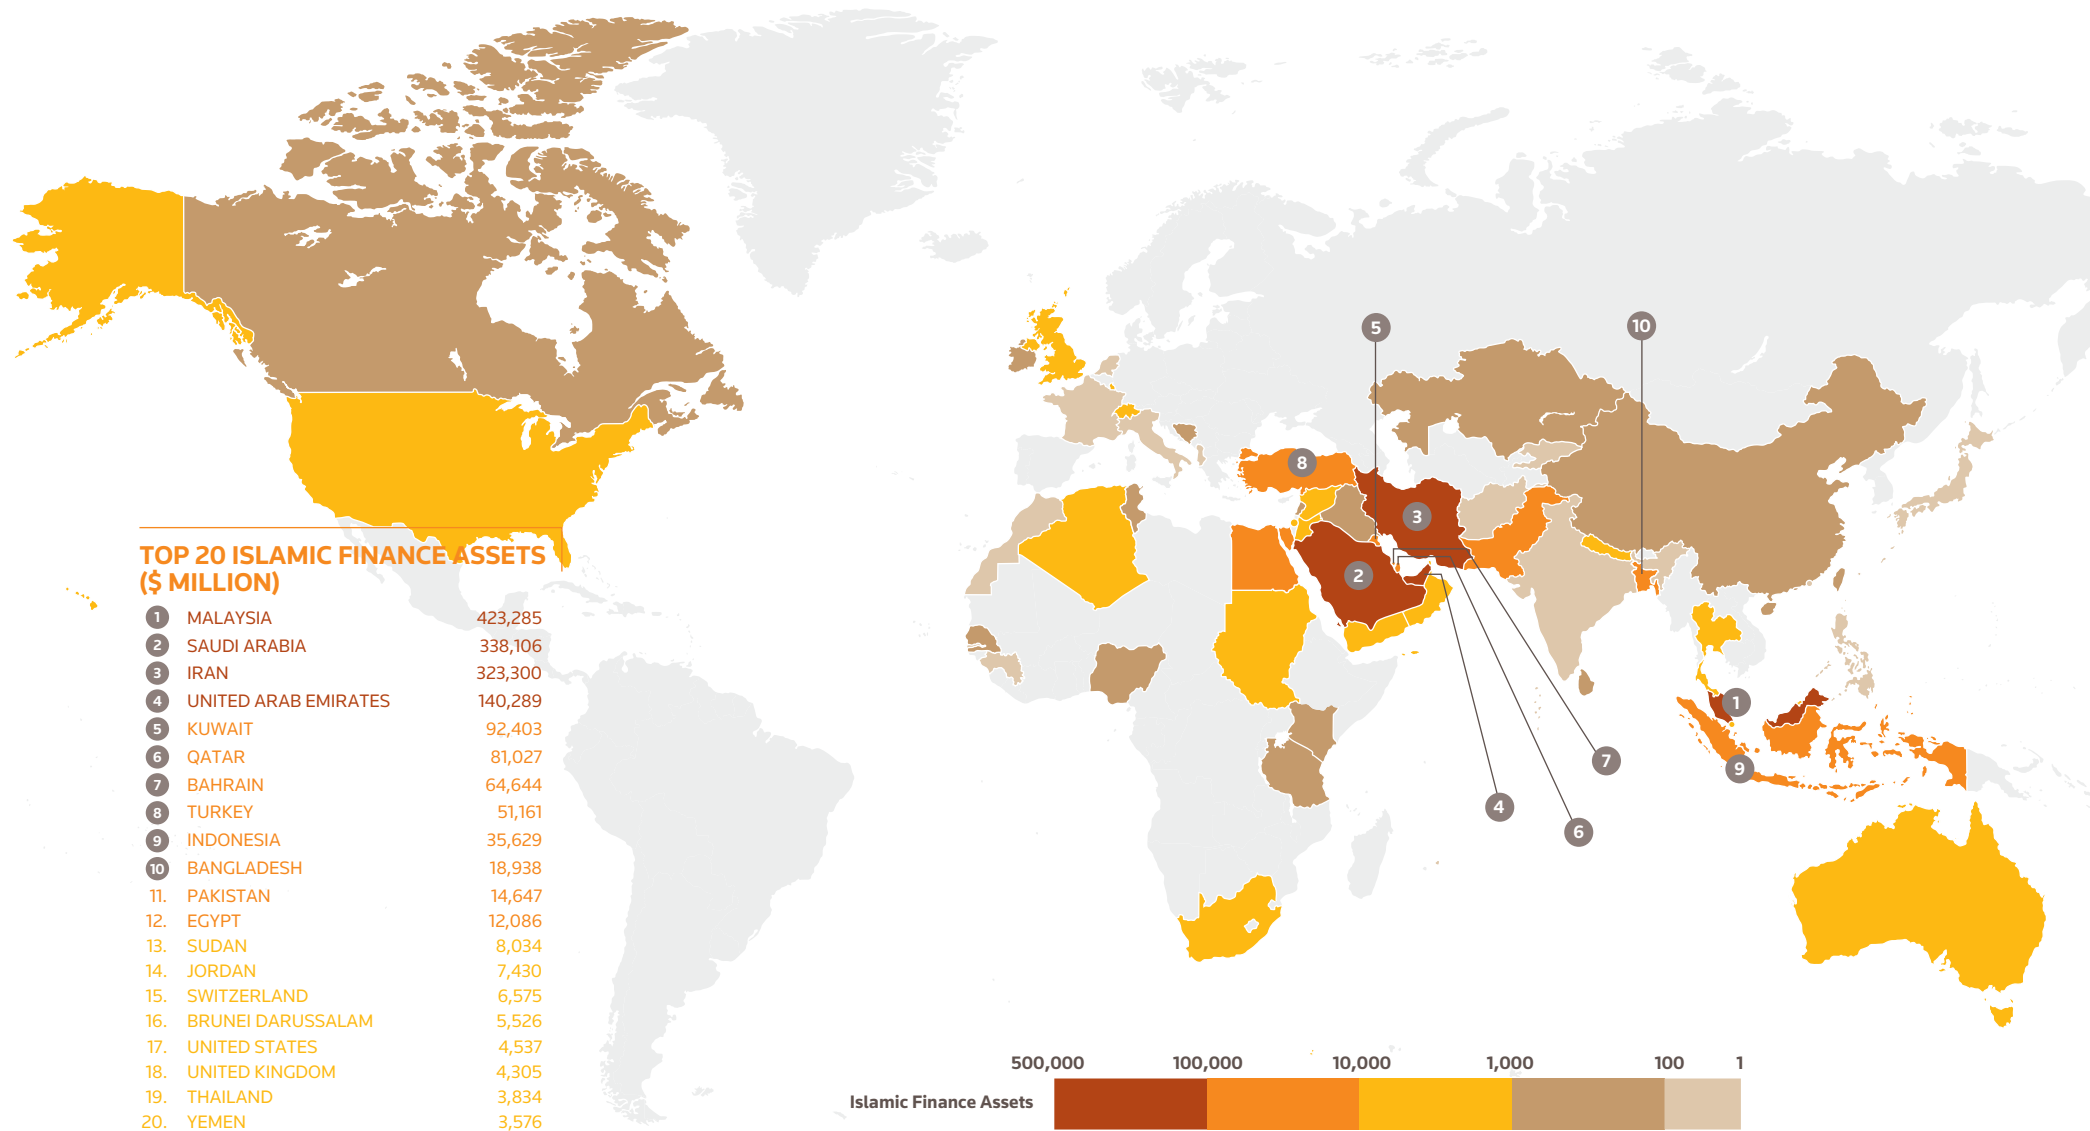 5
10
8
3
2
1
7
9
4
6
TOP 20 ISLAMIC FINANCE ASSETS
($ MILLION)
1 MALAYSIA 423,285
2 SAUDI ARABIA 338,106
3 IRAN 323,300
4 UNITED ARAB EMIRATES 140,289
5 KUWAIT 92,403
6 QATAR 81,027
7 BAHRAIN 64,644
8 TURKEY 51,161
9 INDONESIA 35,629
10 BANGLADESH 18,938
11. PAKISTAN 14,647
12. EGYPT 12,086
13. SUDAN 8,034
14. JORDAN 7,430
15. SWITZERLAND 6,575
16. BRUNEI DARUSSALAM 5,526
17. UNITED STATES 4,537
18. UNITED KINGDOM 4,305
19. THAILAND 3,834
20. YEMEN 3,576
500,000 100,000 10,000 1,000 100 1
Islamic Finance Assets